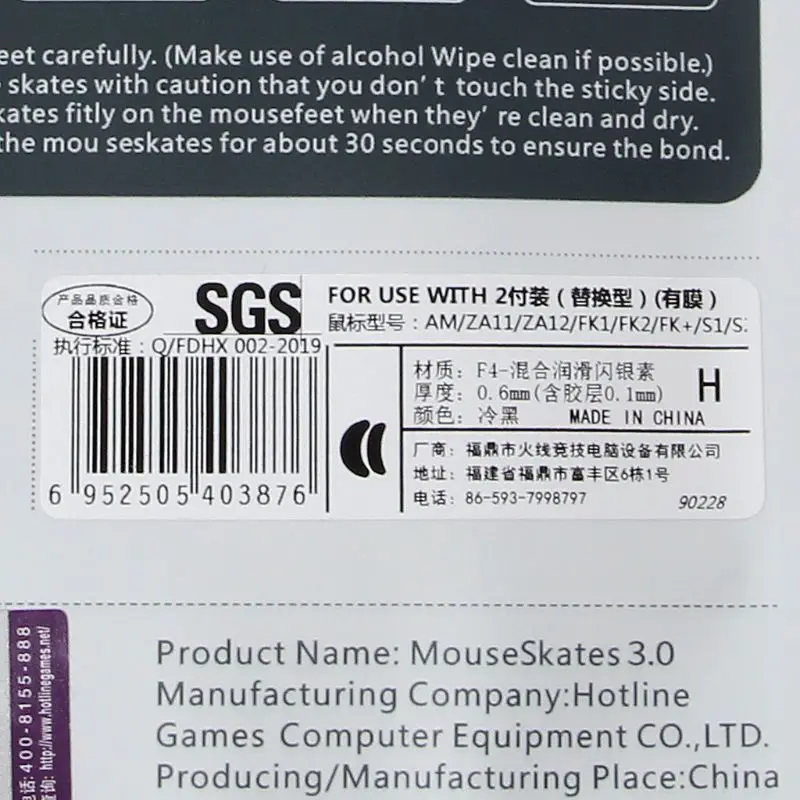 eet carefully. (Make use of alcohol Wipe clean if possible.)
skates with caution that you don't touch the sticky side.
kates fitly on the mousefeet when they're clean and dry.
the mou seskates for about 30 seconds to ensure the bond.
产品品质合格
合格证
SGS
执行标准：Q/FDHX 002-2019
6 952505 403876
FOR USE WITH 2付装（替换型）(有膜）
鼠标型号：AM/ZA11/ZA12/FK1/FK2/FK+/S1/S2
材质：F4-混合润滑闪银素
厚度：0.6mm(含胶层0.1mm)
颜色：冷黑 MADE IN CHINA
H
厂商：福鼎市火线竞技电脑设备有限公司
地址：福建省福鼎市富丰区6栋1号
电话：86-593-7998797
90228
电话:400-8155-888
查询: http://www.hotlinegames.net/
Product Name: MouseSkates 3.0
Manufacturing Company:Hotline
Games Computer Equipment CO.,LTD.
Producing/Manufacturing Place:China